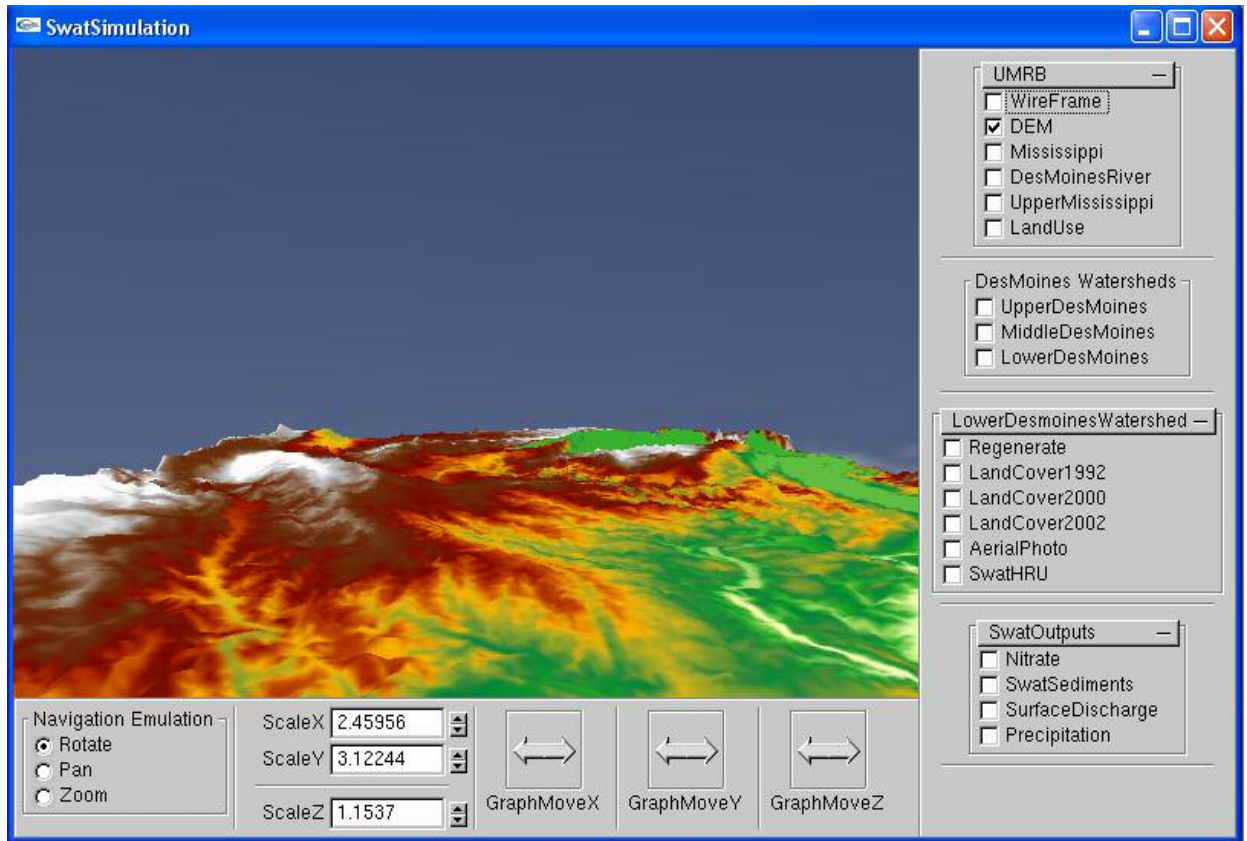 SwatSimulation
UMRB
WireFrame
DEM
Mississippi
DesMoinesRiver
UpperMississippi
LandUse
DesMoines Watersheds
UpperDesMoines
MiddleDesMoines
LowerDesMoines
LowerDesmoinesWatershed
Regenerate
LandCover1992
LandCover2000
LandCover2002
AerialPhoto
SwatHRU
SwatOutputs
Nitrate
SwatSediments
SurfaceDischarge
Precipitation
Navigation Emulation
Rotate
Pan
Zoom
ScaleX 2.45956
ScaleY 3.12244
ScaleZ 1.1537
GraphMoveX
GraphMoveY
GraphMoveZ